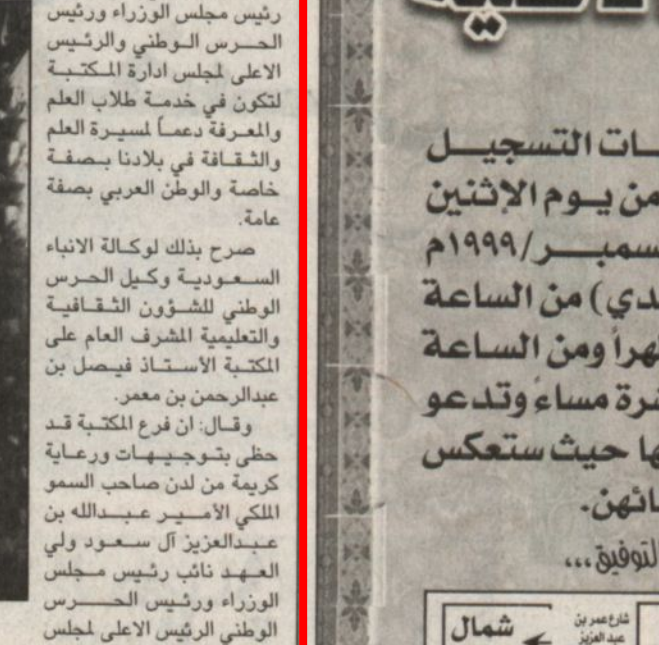 رئيس مجلس الوزراء ورئيس
الحرس الوطني والرئيس
الاعلى لمجلس ادارة المكتبة
لتكون في خدمة طلاب العلم
والمعرفة دعماً لمسيرة العلم
والثقافة في بلادنا بصفة
خاصة والوطن العربي بصفة
عامة.
صرح بذلك لوكالة الانباء
السعودية وكيل الحرس
الوطني للشؤون الثقافية
والتعليمية المشرف العام على
المكتبة الأستاذ فيصل بن
عبدالرحمن بن معمر.
وقال: ان فرع المكتبة قد
حظي بتوجيهات ورعاية
كريمة من لدن صاحب السمو
الملكي الأمير عبدالله بن
عبدالعزيز آل سعود ولي
العهد نائب رئيس مجلس
الوزراء ورئيس الحرس
الوطني الرئيس الاعلى لمجلس
ـات التسجيل
من يوم الإثنين
سمبر/١٩٩٩م
دي) من الساعة
هراً ومن الساعة
رة مساءً وتدعو
ها حيث ستعكس
ائهن.
التوفيق...
شارع عمر بن
عبد العزيز
شمال